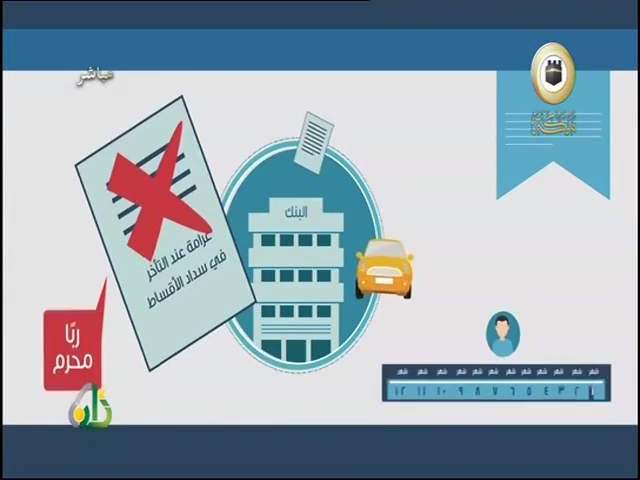 مباشر
مكة
البنك
غرامة عند التأخر
في سداد الأقساط
ربًا
محرم
شهر شهر شهر شهر شهر شهر شهر شهر شهر شهر شهر شهر
١ ٢ ٣ ٤ ٥ ٦ ٧ ٨ ٩ ١٠ ١١ ١٢